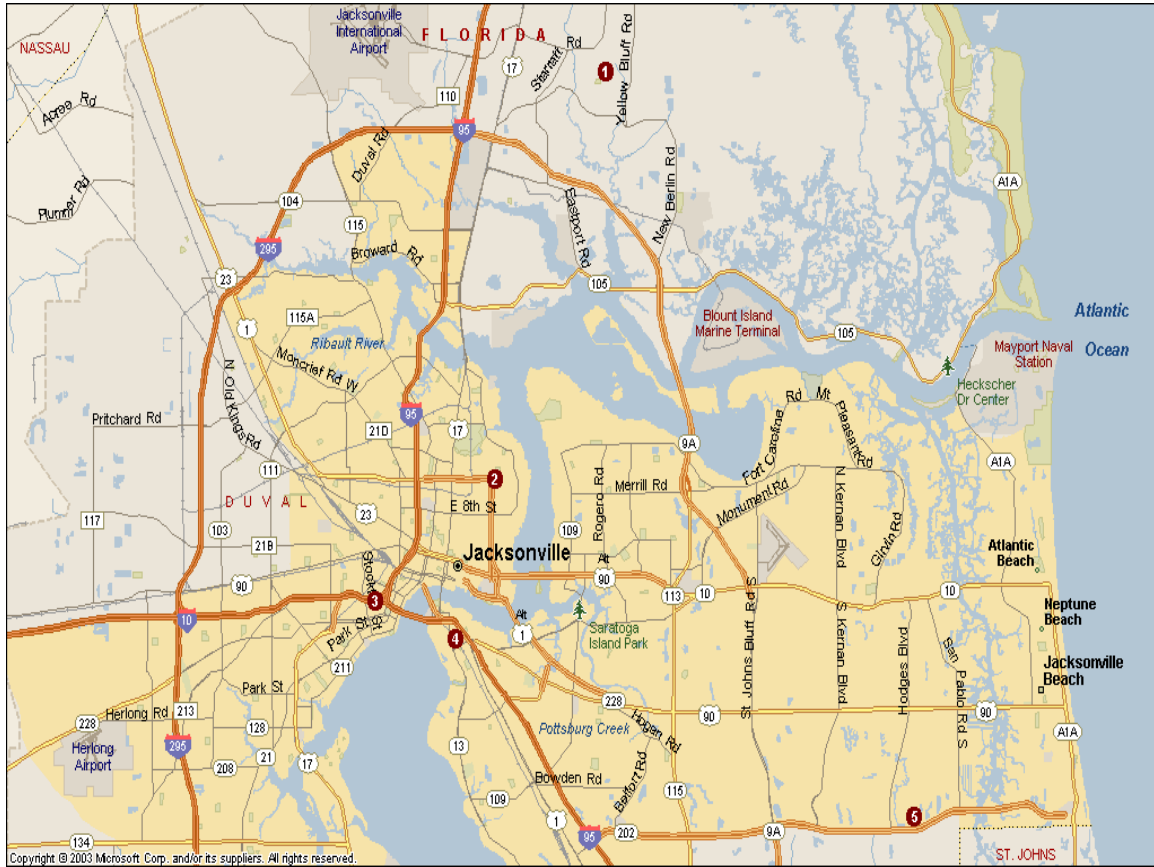 Jacksonville
International
Airport
FLORIDA
NASSAU
17
Starratt Rd
1
Yellow Bluff Rd
Acree Rd
110
95
Duval Rd
A1A
Plummer Rd
104
115
295
Broward Rd
Eastport Rd
New Berlin Rd
23
105
115A
1
Ribault River
Blount Island
Marine Terminal
105
Atlantic
Ocean
Mayport Naval
Station
Moncrief Rd W
N Old Kings Rd
Heckscher
Dr Center
Pritchard Rd
95
21D
17
Fort Caroline Rd
Mt Pleasant Rd
9A
A1A
111
2
Rogero Rd
Merrill Rd
Monument Rd
N Kernan Blvd
DUVAL
E 8th St
117
23
103
109
Girvin Rd
21B
Jacksonville
Alt
90
Atlantic
Beach
90
113
10
10
3
10
Park St
Alt
1
Saratoga
Island Park
St Johns Bluff Rd S
S Kernan Blvd
Hodges Blvd
San Pablo Rd S
Neptune
Beach
4
211
Jacksonville
Beach
Park St
228
213
Herlong Rd
228
128
Hogan Rd
90
90
A1A
Pottsburg Creek
295
Herlong
Airport
208
21
17
13
Bowden Rd
Belfort Rd
109
115
1
95
202
9A
5
134
ST. JOHNS
Copyright © 2003 Microsoft Corp. and/or its suppliers. All rights reserved.